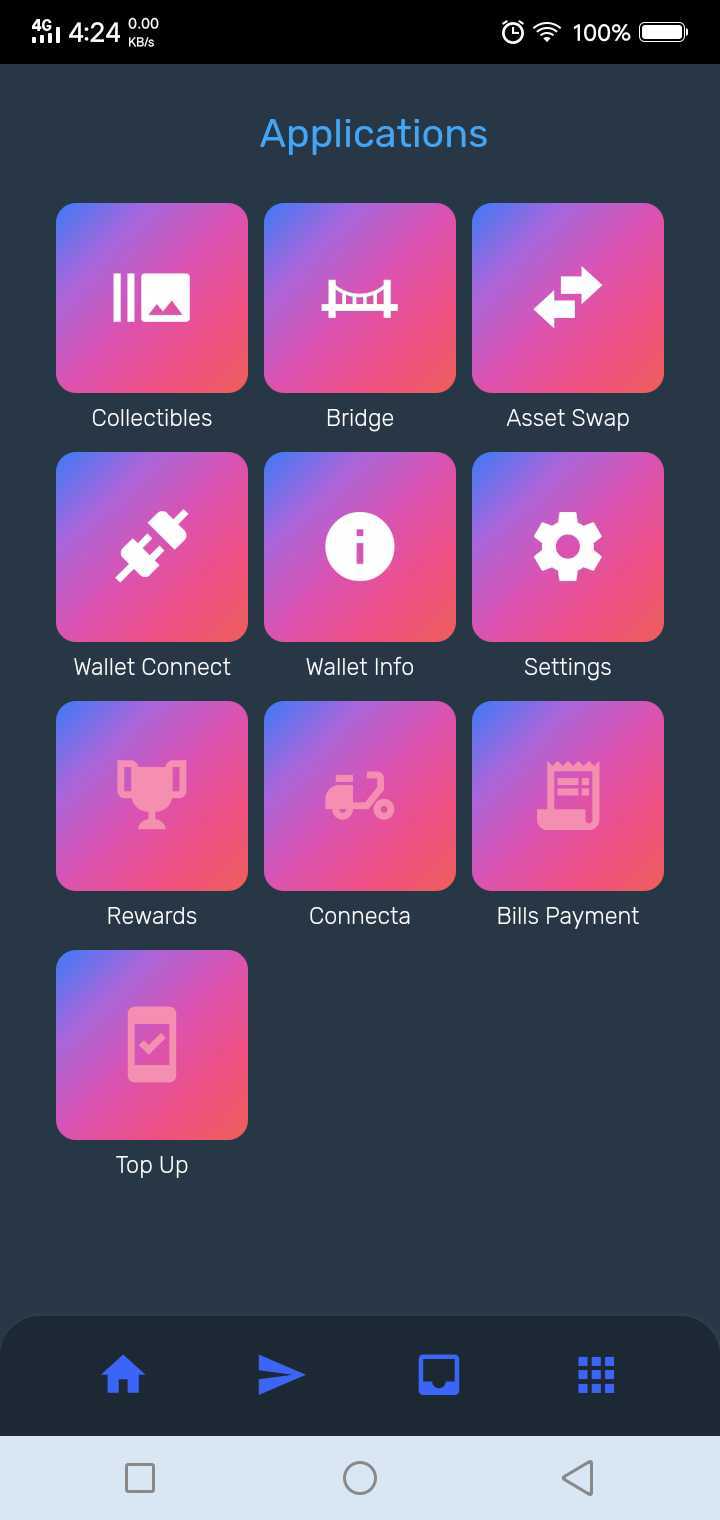 4G 4:24 0.00 KB/s 100%
Applications
Collectibles Bridge Asset Swap
Wallet Connect Wallet Info Settings
Rewards Connecta Bills Payment
Top Up